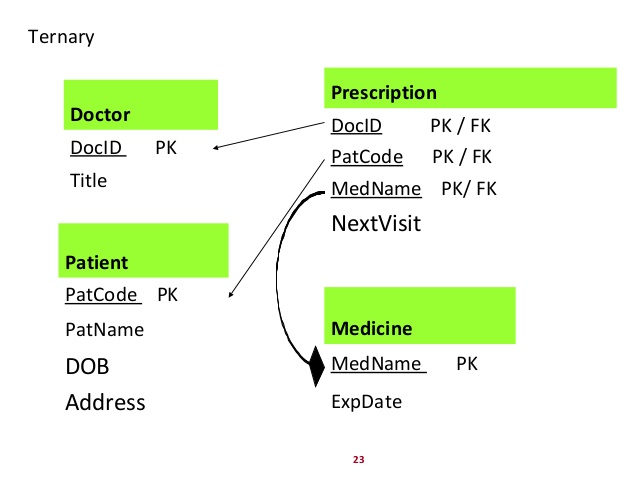 Ternary
Doctor
DocID PK
Title
Patient
PatCode PK
PatName
DOB
Address
Prescription
DocID PK / FK
PatCode PK / FK
MedName PK/ FK
NextVisit
Medicine
MedName PK
ExpDate
23